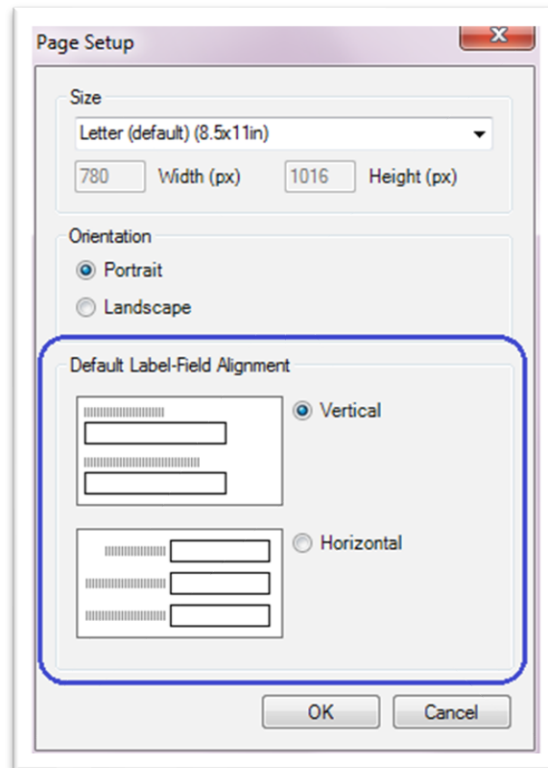 Page Setup
Size
Letter (default) (8.5x11in)
780 Width (px) 1016 Height (px)
Orientation
Portrait
Landscape
Default Label-Field Alignment
Vertical
Horizontal
OK Cancel